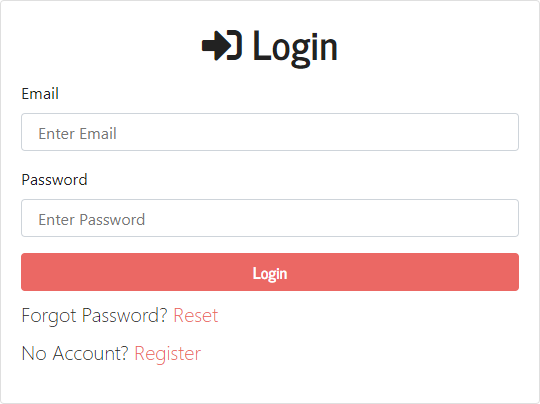 Login
Email
Enter Email
Password
Enter Password
Login
Forgot Password? Reset
No Account? Register